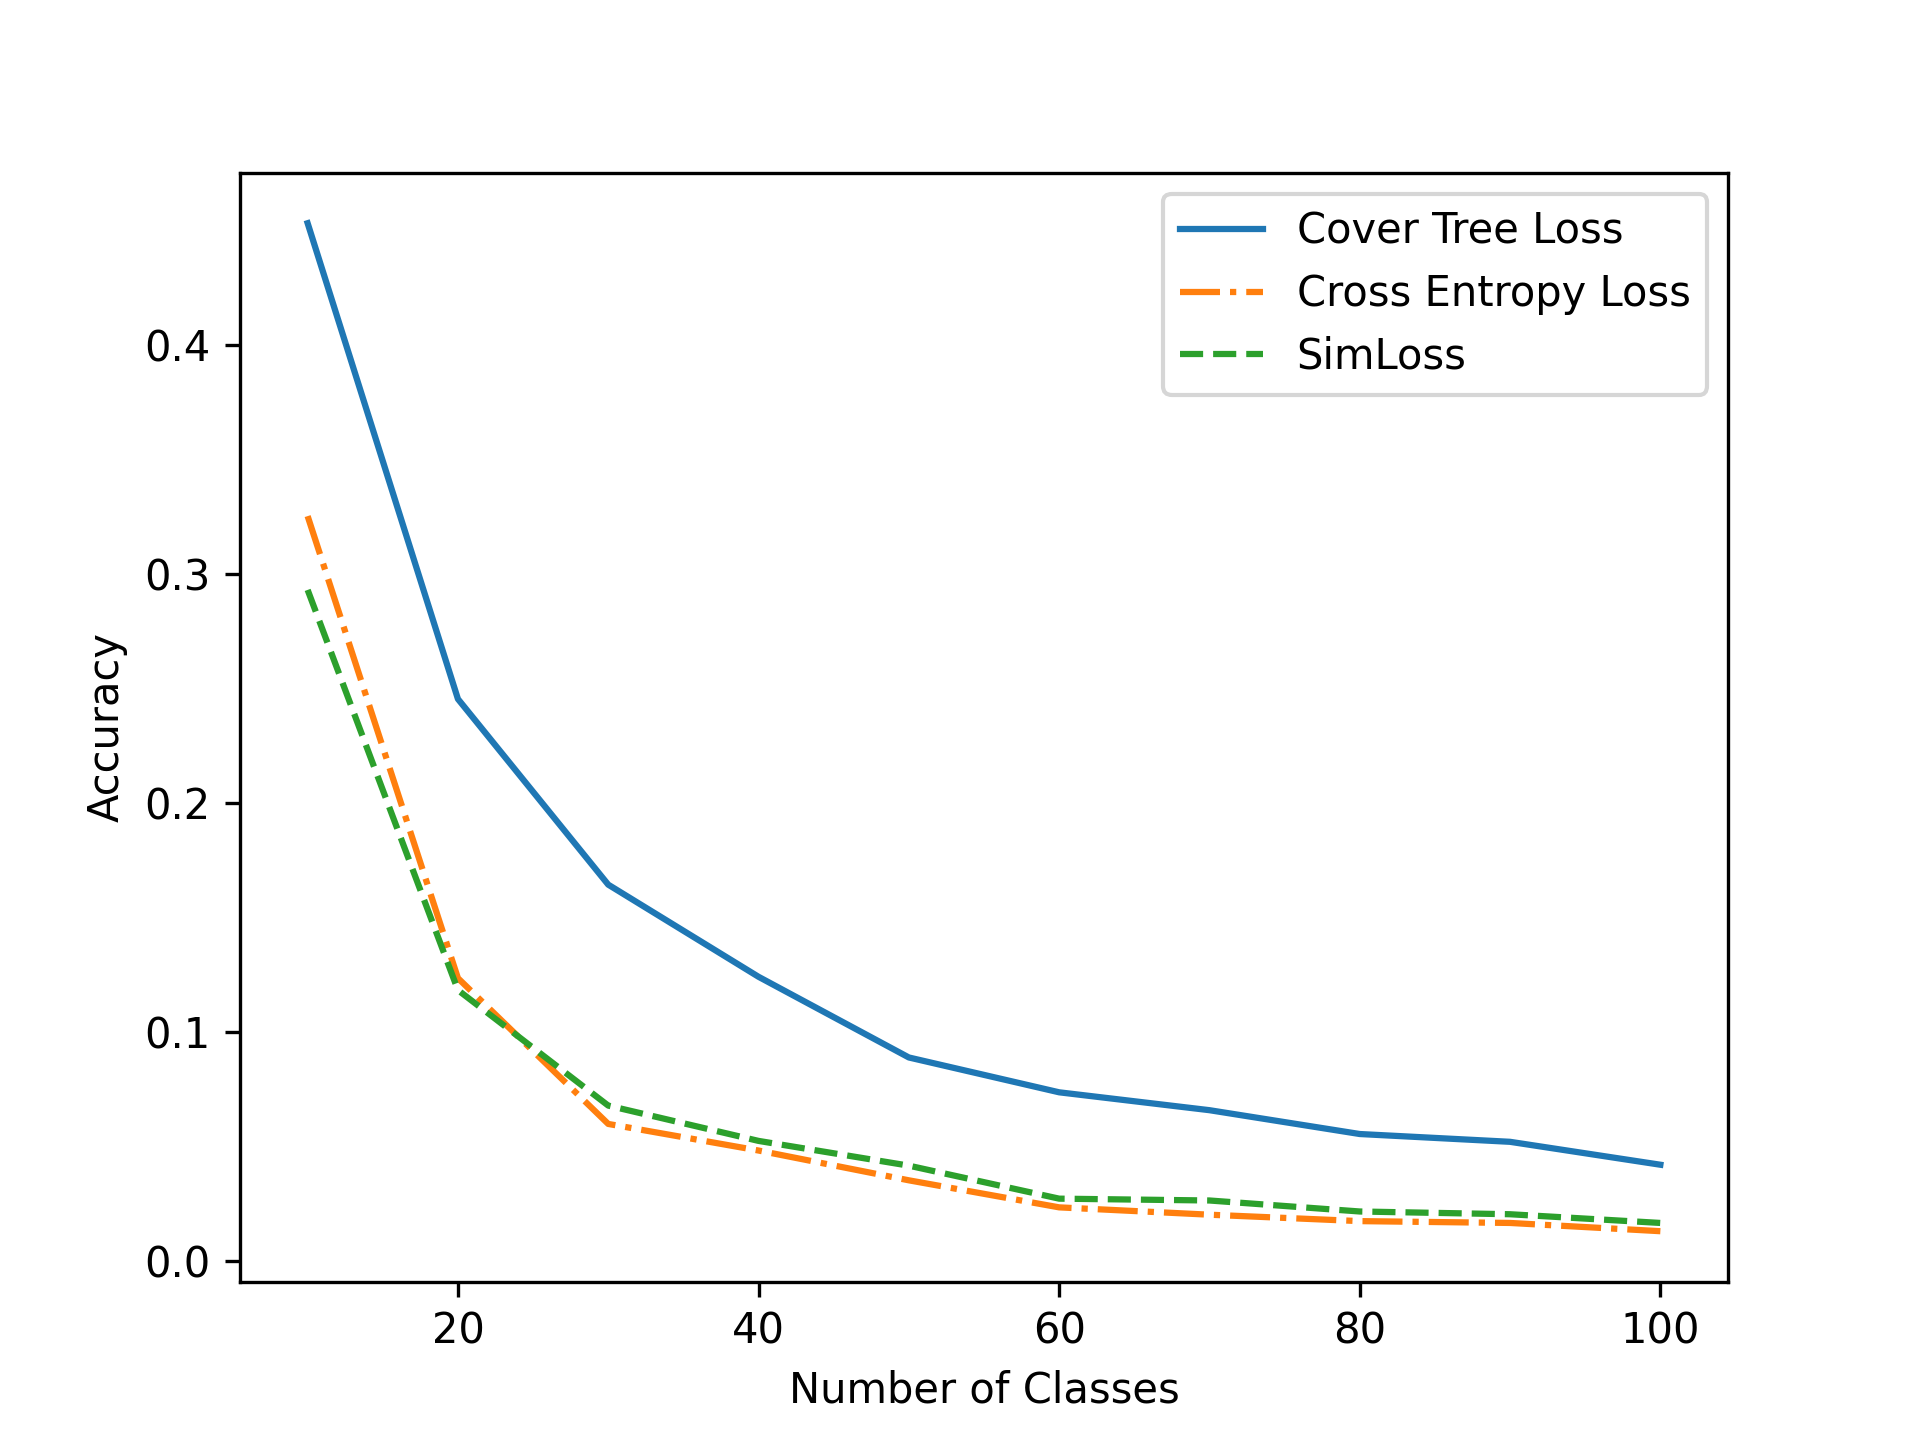 Cover Tree Loss
Cross Entropy Loss
SimLoss
0.4
0.3
0.2
0.1
0.0
Accuracy
20 40 60 80 100
Number of Classes